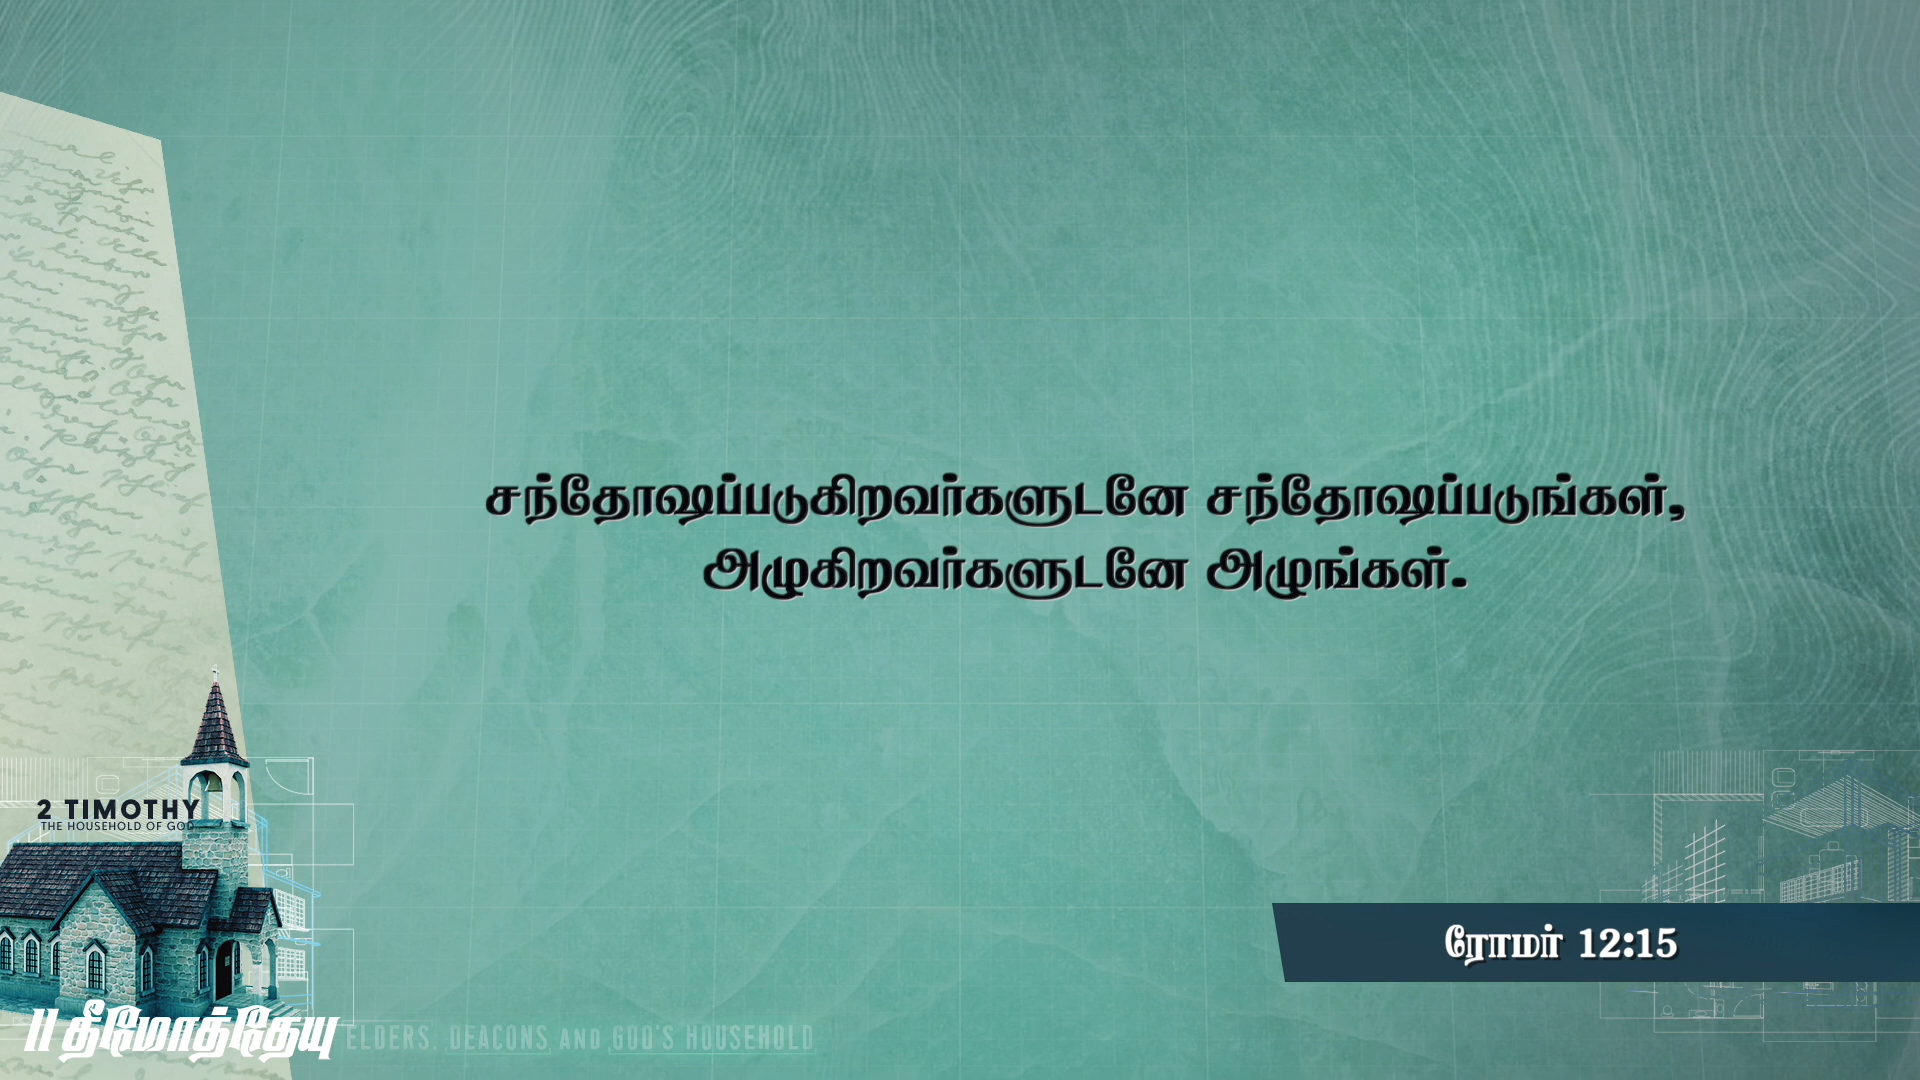 சந்தோஷப்படுகிறவர்களுடனே சந்தோஷப்படுங்கள்,
அழுகிறவர்களுடனே அழுங்கள்.
2 TIMOTHY
THE HOUSEHOLD OF GOD
ரோமர் 12:15
II தீமோத்தேயு
ELDERS, DEACONS AND GOD'S HOUSEHOLD